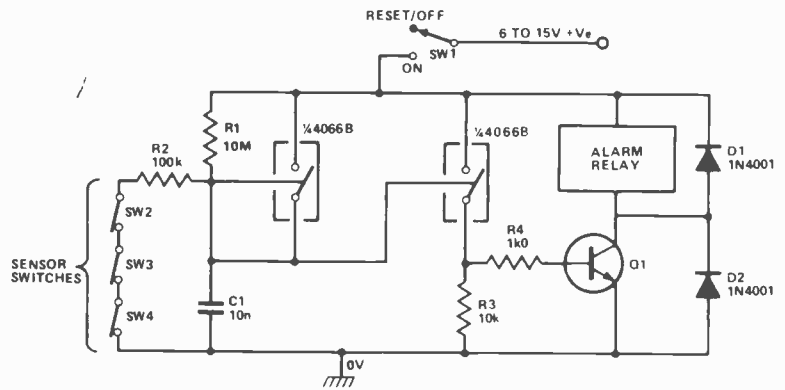 RESET/OFF
6 TO 15V +Ve
SW1
ON
R1
10M
¼4066B
¼4066B
R2
100k
ALARM
RELAY
D1
1N4001
SW2
SENSOR
SWITCHES
SW3
SW4
R4
1k0
Q1
C1
10n
R3
10k
D2
1N4001
0V